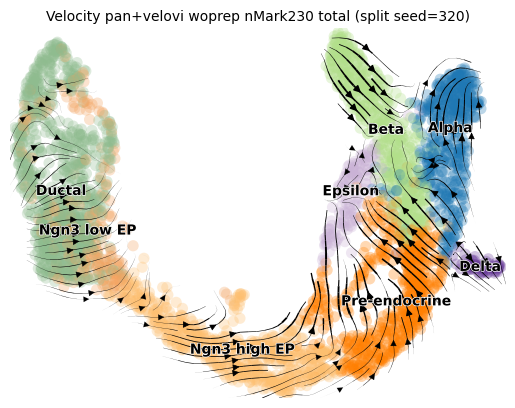 Velocity pan+velovi woprep nMark230 total (split seed=320)
Beta
Alpha
Ductal
Epsilon
Ngn3 low EP
Delta
Pre-endocrine
Ngn3 high EP